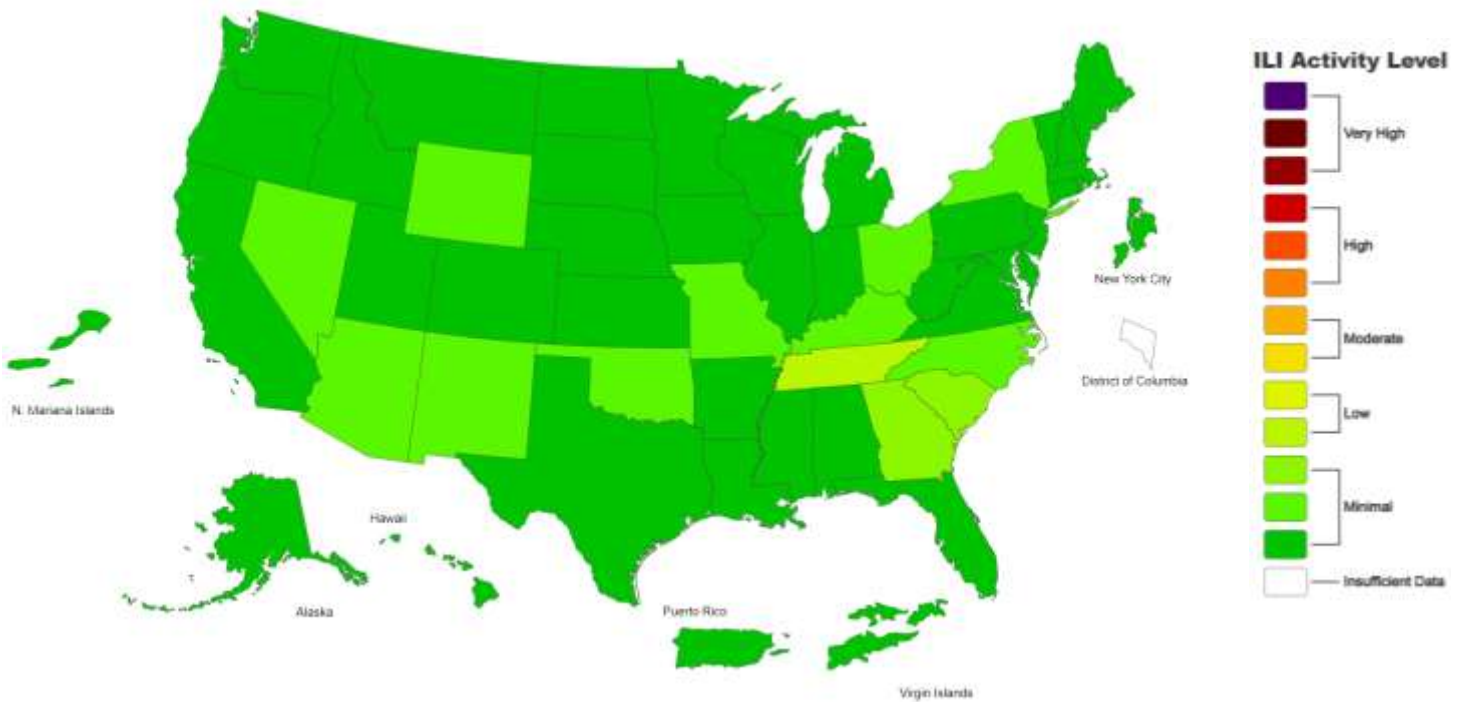 ILI Activity Level
Very High
High
Moderate
Low
Minimal
Insufficient Data
New York City
District of Columbia
N. Mariana Islands
Hawaii
Alaska
Puerto Rico
Virgin Islands